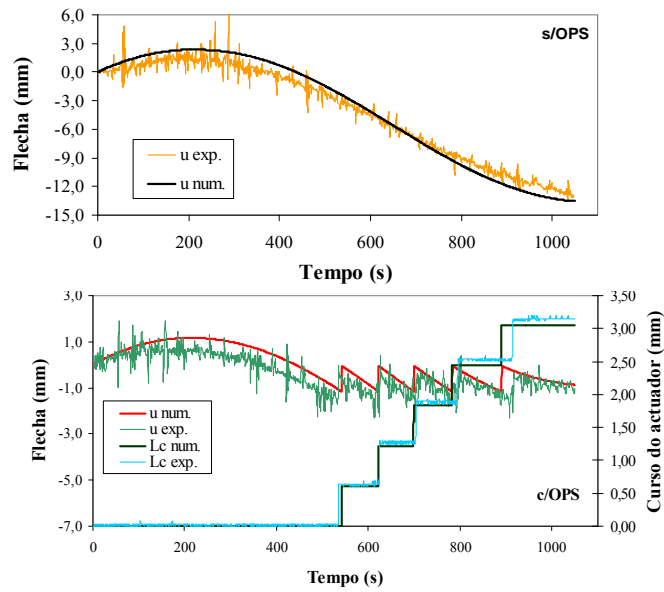 6,0
3,0
0,0
-3,0
-6,0
-9,0
-12,0
-15,0
Flecha (mm)
s/OPS
u exp.
u num.
0 200 400 600 800 1000
Tempo (s)
3,0
1,0
-1,0
-3,0
-5,0
-7,0
Flecha (mm)
u num.
u exp.
Lc num.
Lc exp.
c/OPS
3,50
3,00
2,50
2,00
1,50
1,00
0,50
0,00
Curso do actuador (mm)
0 200 400 600 800 1000
Tempo (s)